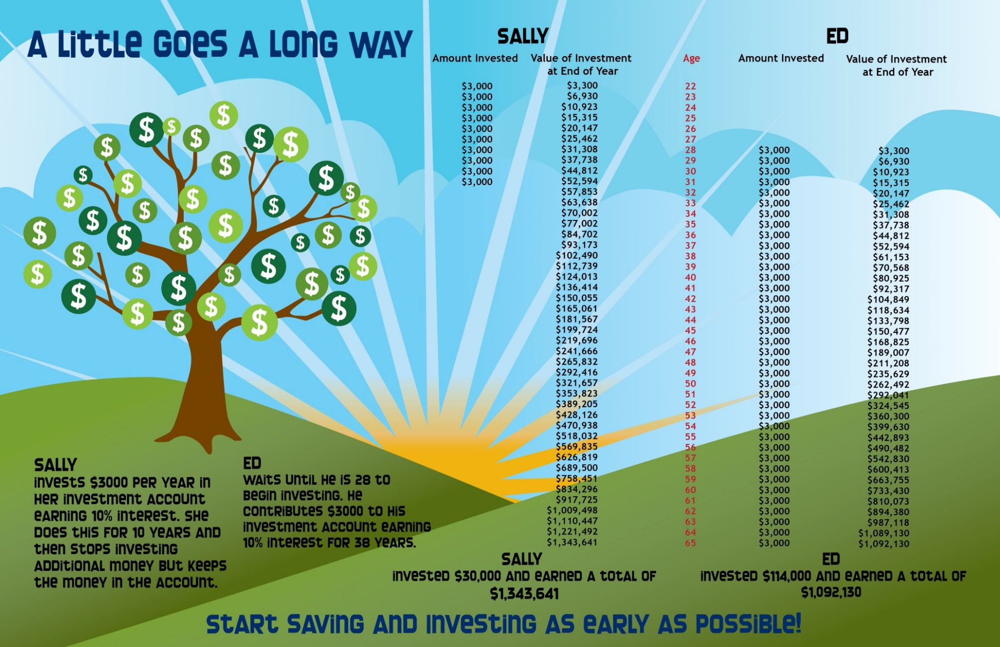 A LITTLE GOES A LONG WAY
SALLY
ED
Amount Invested Value of Investment Age Amount Invested Value of Investment
at End of Year at End of Year
$3,000 $3,300 22
$3,000 $6,930 23
$3,000 $10,923 24
$3,000 $15,315 25
$3,000 $20,147 26
$3,000 $25,462 27
$3,000 $31,308 28 $3,000 $3,300
$3,000 $37,738 29 $3,000 $6,930
$3,000 $44,812 30 $3,000 $10,923
$3,000 $52,594 31 $3,000 $15,315
$57,853 32 $3,000 $20,147
$63,638 33 $3,000 $25,462
$70,002 34 $3,000 $31,308
$77,002 35 $3,000 $37,738
$84,702 36 $3,000 $44,812
$93,173 37 $3,000 $52,594
$102,490 38 $3,000 $61,153
$112,739 39 $3,000 $70,568
$124,013 40 $3,000 $80,925
$136,414 41 $3,000 $92,317
$150,055 42 $3,000 $104,849
$165,061 43 $3,000 $118,634
$181,567 44 $3,000 $133,798
$199,724 45 $3,000 $150,477
$219,696 46 $3,000 $168,825
$241,666 47 $3,000 $189,007
$265,832 48 $3,000 $211,208
$292,416 49 $3,000 $235,629
$321,657 50 $3,000 $262,492
$353,823 51 $3,000 $292,041
$389,205 52 $3,000 $324,545
$428,126 53 $3,000 $360,300
$470,938 54 $3,000 $399,630
$518,032 55 $3,000 $442,893
$569,835 56 $3,000 $490,482
$626,819 57 $3,000 $542,830
$689,500 58 $3,000 $600,413
$758,451 59 $3,000 $663,755
$834,296 60 $3,000 $733,430
$917,725 61 $3,000 $810,073
$1,009,498 62 $3,000 $894,380
$1,110,447 63 $3,000 $987,118
$1,221,492 64 $3,000 $1,089,130
$1,343,641 65 $3,000 $1,092,130
SALLY
INVESTS $3000 PER YEAR IN
HER INVESTMENT ACCOUNT
EARNING 10% INTEREST. SHE
DOES THIS FOR 10 YEARS AND
THEN STOPS INVESTING
ADDITIONAL MONEY BUT KEEPS
THE MONEY IN THE ACCOUNT.
ED
WAITS UNTIL HE IS 28 TO
BEGIN INVESTING. HE
CONTRIBUTES $3000 TO HIS
INVESTMENT ACCOUNT EARNING
10% INTEREST FOR 38 YEARS.
SALLY
INVESTED $30,000 AND EARNED A TOTAL OF
$1,343,641
ED
INVESTED $114,000 AND EARNED A TOTAL OF
$1,092,130
START SAVING AND INVESTING AS EARLY AS POSSIBLE!